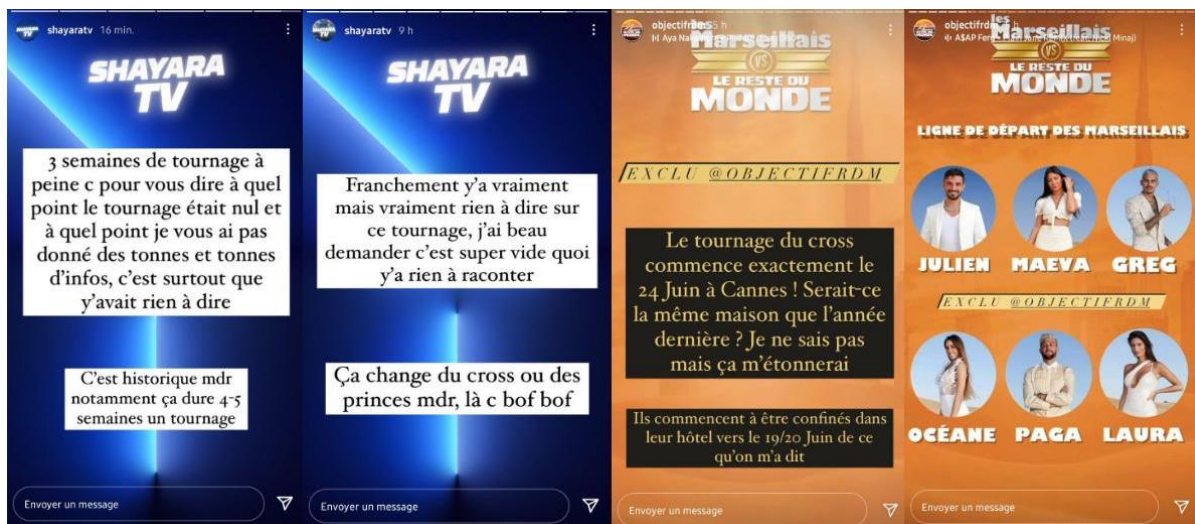 shayaratv 16 min.
SHAYARA
TV
3 semaines de tournage à
peine c pour vous dire à quel
point le tournage était nul et
à quel point je vous ai pas
donné des tonnes et tonnes
d'infos, c'est surtout que
y'avait rien à dire
C'est historique mdr
notamment ça dure 4-5
semaines un tournage
Envoyer un message
shayaratv 9 h
SHAYARA
TV
Franchement y'a vraiment
mais vraiment rien à dire sur
ce tournage, j'ai beau
demander c'est super vide quoi
y'a rien à raconter
Ça change du cross ou des
princes mdr, là c bof bof
Envoyer un message
objectifrdm 5 h
Aya
Marseillais
VS
LE RESTE DU
MONDE
EXCLU @OBJECTIFRDM
Le tournage du cross
commence exactement le
24 Juin à Cannes ! Serait-ce
la même maison que l'année
dernière ? Je ne sais pas
mais ça m'étonnerai
Ils commencent à être confinés dans
leur hôtel vers le 19/20 Juin de ce
qu'on m'a dit
Envoyer un message
objectifrdm h
A$AP Ferg Minaj)
les
Marseillais
VS
LE RESTE DU
MONDE
LIGNE DE DÉPART DES MARSEILLAIS
JULIEN MAEVA GREG
EXCLU @OBJECTIFRDM
OCÉANE PAGA LAURA
Envoyer un message